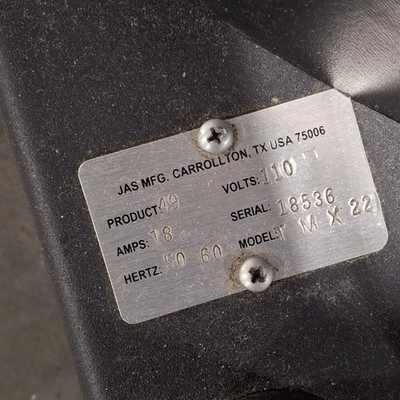 JAS MFG. CARROLLTON, TX USA 75006
PRODUCT: 49 VOLTS: 110
AMPS: 18 SERIAL: 18536
HERTZ: 50 60 MODEL: M X 22